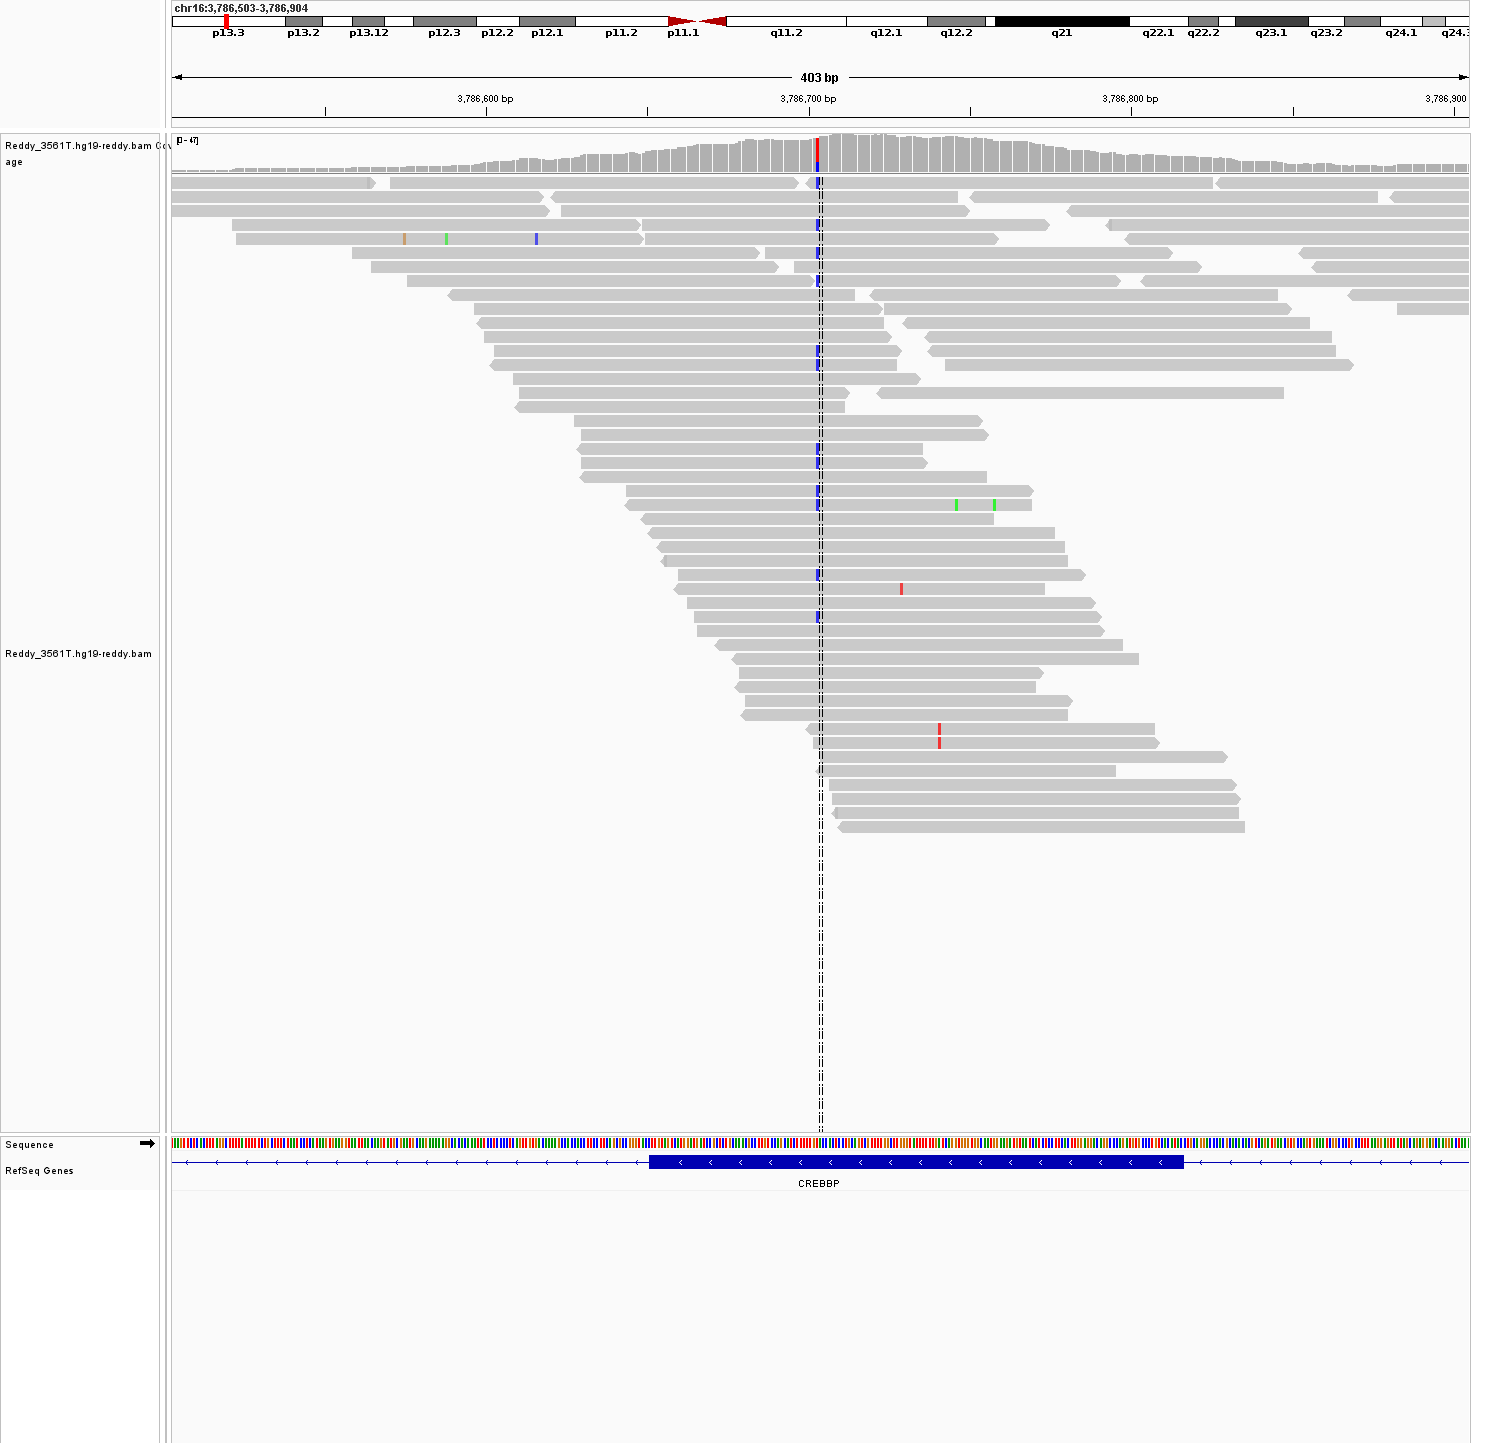 chr16:3,786,503-3,786,904
p13.3 p13.2 p13.12 p12.3 p12.2 p12.1 p11.2 p11.1 q11.2 q12.1 q12.2 q21 q22.1 q22.2 q23.1 q23.2 q24.1 q24.3
403 bp
3,786,600 bp 3,786,700 bp 3,786,800 bp 3,786,900
[0 - 47]
Reddy_3561T.hg19-reddy.bam Cov
age
Reddy_3561T.hg19-reddy.bam
Sequence
RefSeq Genes
CREBBP